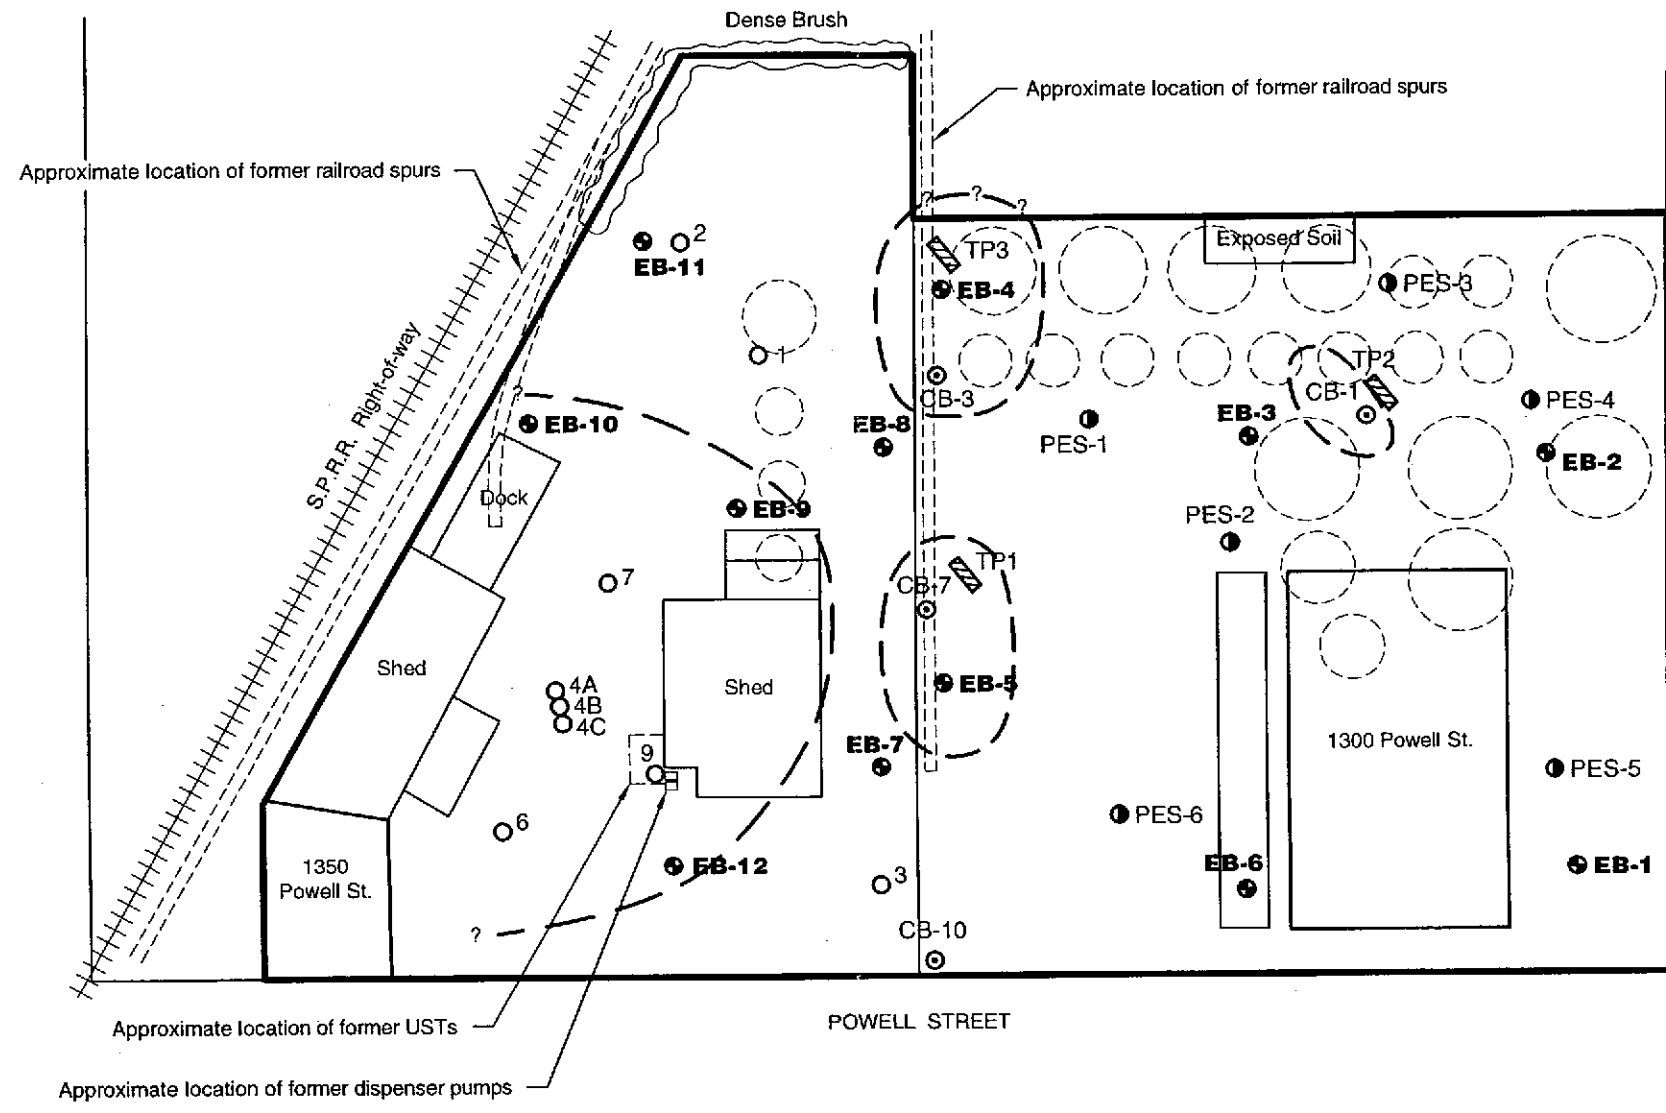 Dense Brush
Approximate location of former railroad spurs
Approximate location of former railroad spurs
S.P.R.R. Right-of-way
?
?
?
Exposed Soil
2
EB-11
TP3
EB-4
PES-3
1
CB-3
TP2
CB-1
PES-4
?
EB-10
EB-8
PES-1
EB-3
EB-2
Dock
EB-9
PES-2
7
TP1
CB-7
Shed
4A
4B
4C
Shed
EB-5
9
EB-7
1300 Powell St.
PES-5
6
PES-6
1350
Powell St.
EB-12
3
EB-6
EB-1
?
CB-10
Approximate location of former USTs
POWELL STREET
Approximate location of former dispenser pumps